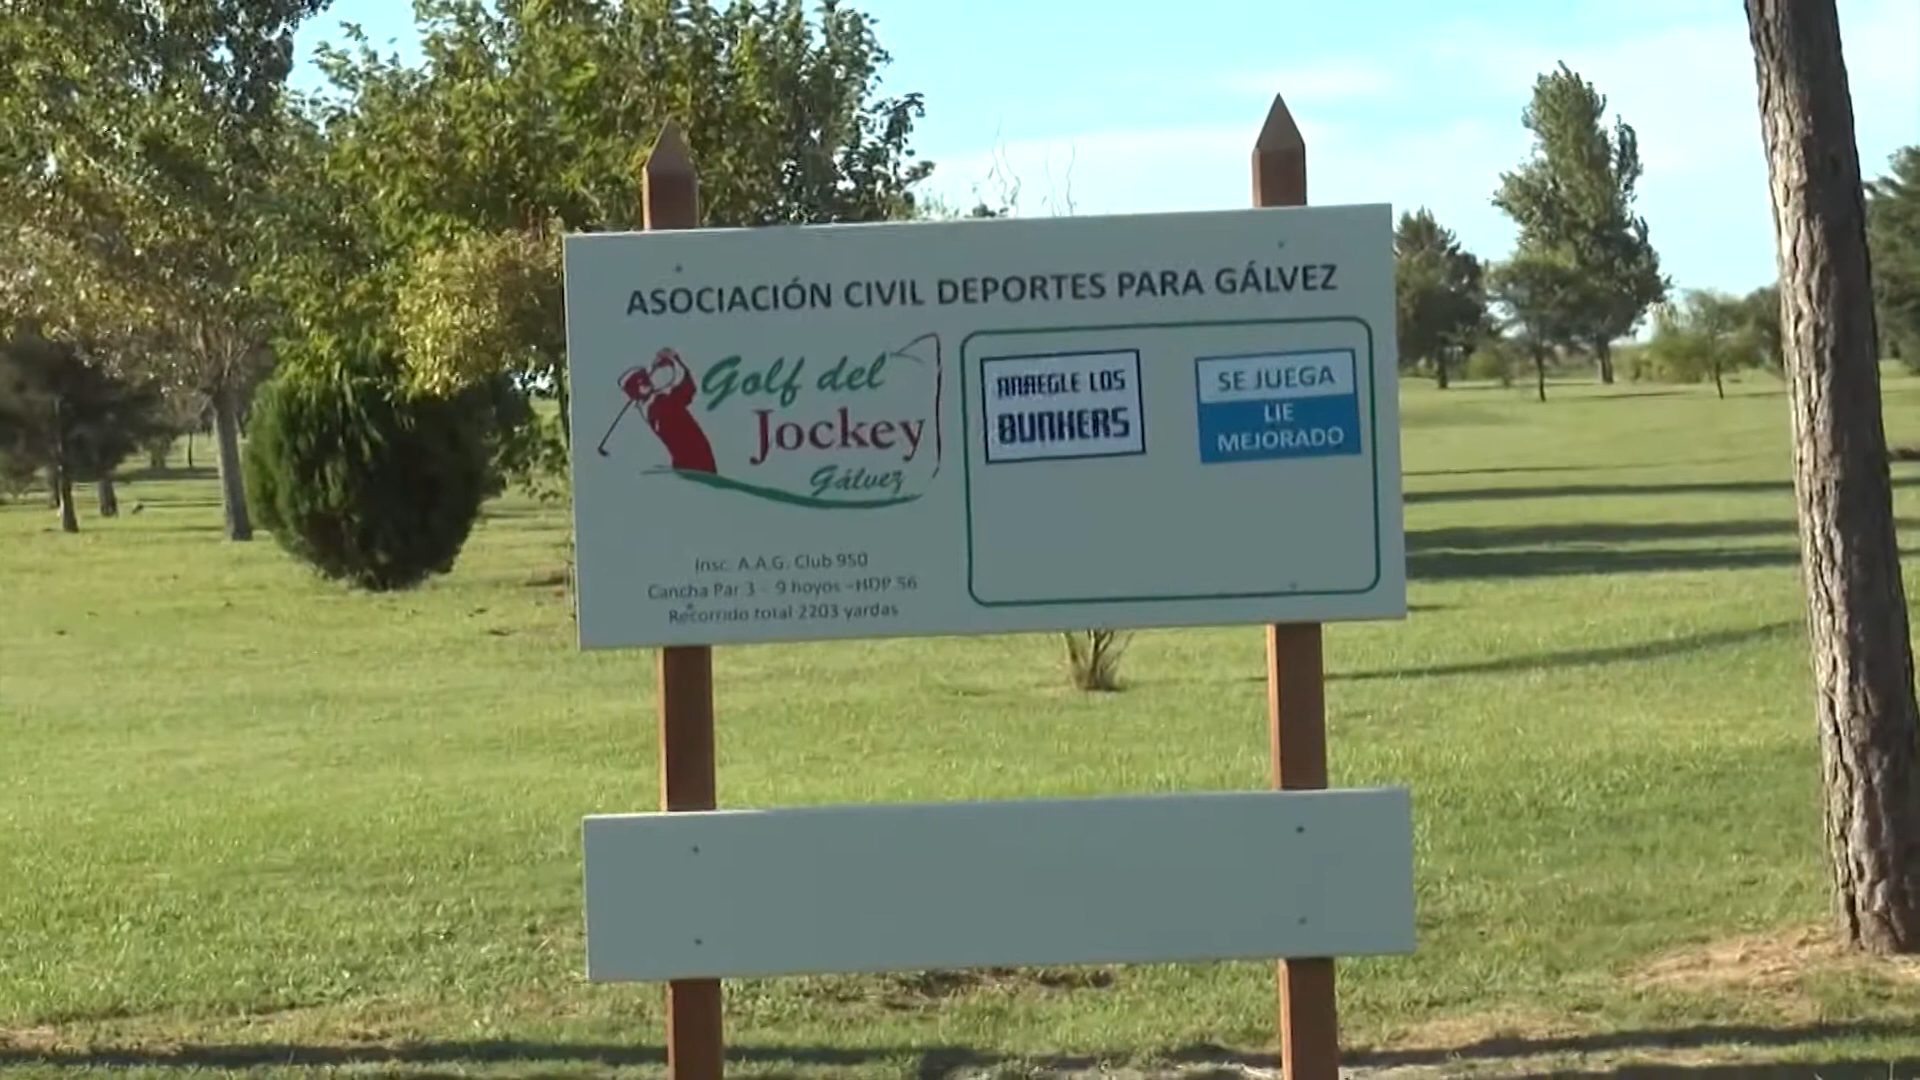 ASOCIACIÓN CIVIL DEPORTES PARA GÁLVEZ
Golf del
Jockey
Gálvez
Insc. A.A.G. Club 950
Cancha Par 3 - 9 hoyos -HDP 56
Recorrido total 2203 yardas
ARREGLE LOS
BUNKERS
SE JUEGA
LIE
MEJORADO